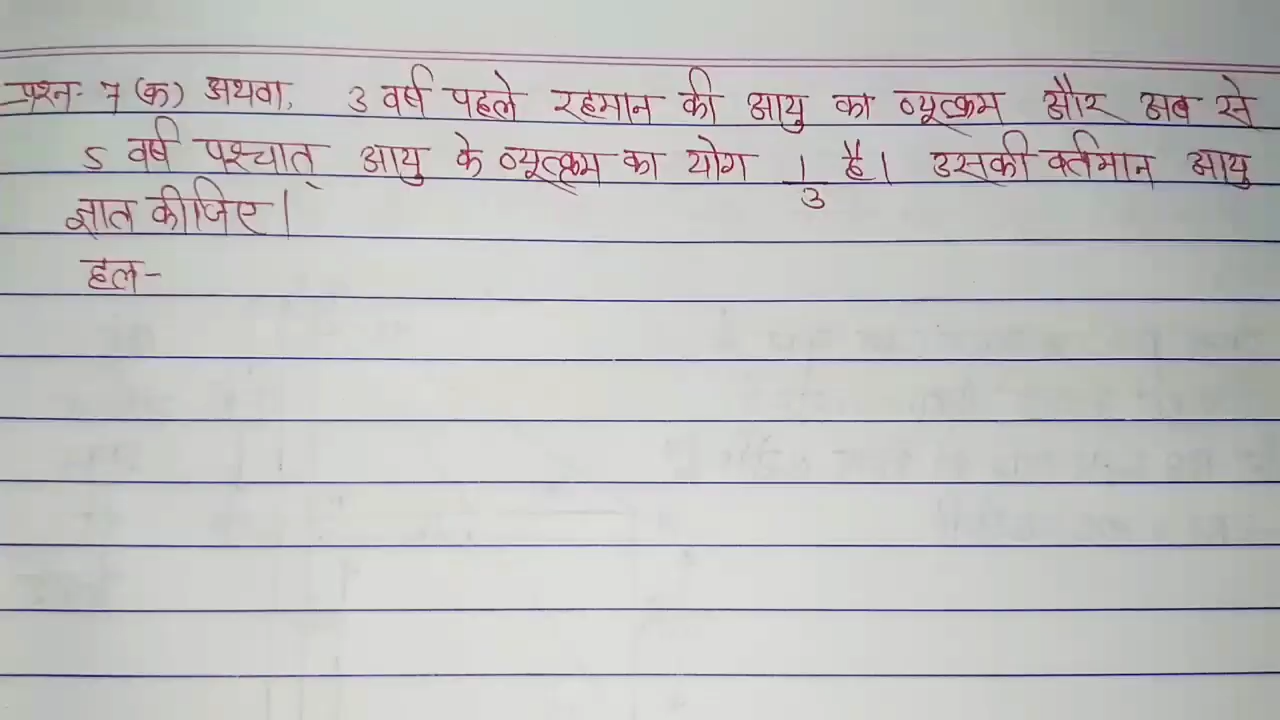 प्रश्न- 7 (क) अथवा, 3 वर्ष पहले रहमान की आयु का व्युत्क्रम और अब से
5 वर्ष पश्चात् आयु के व्युत्क्रम का योग 1/3 है। उसकी वर्तमान आयु
ज्ञात कीजिए।
हल-